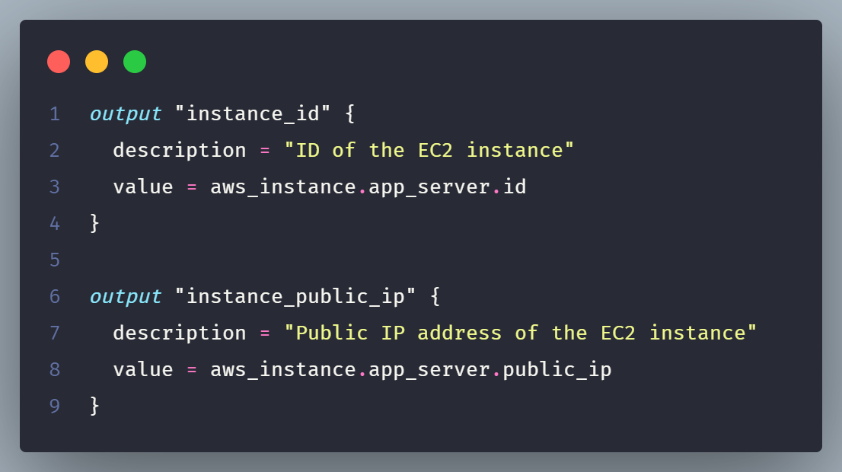 1 output "instance_id" {
2   description = "ID of the EC2 instance"
3   value = aws_instance.app_server.id
4 }
5
6 output "instance_public_ip" {
7   description = "Public IP address of the EC2 instance"
8   value = aws_instance.app_server.public_ip
9 }